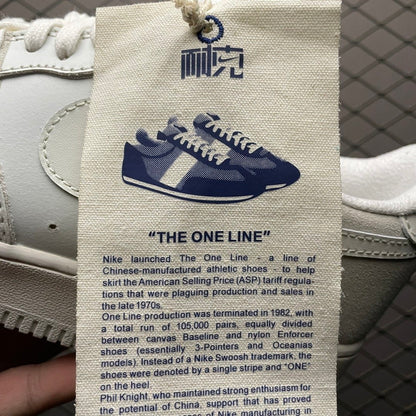 耐克
“THE ONE LINE”
Nike launched The One Line - a line of
Chinese-manufactured athletic shoes - to help
skirt the American Selling Price (ASP) tariff regula-
tions that were plaguing production and sales in
the late 1970s.
One Line production was terminated in 1982, with
a total run of 105,000 pairs, equally divided
between canvas Baseline and nylon Enforcer
shoes (essentially 3-Pointers and Oceanias
models). Instead of a Nike Swoosh trademark, the
shoes were denoted by a single stripe and "ONE"
on the heel.
Phil Knight, who maintained strong enthusiasm for
the potential of China, support that has proved
of Nike manufacturing in